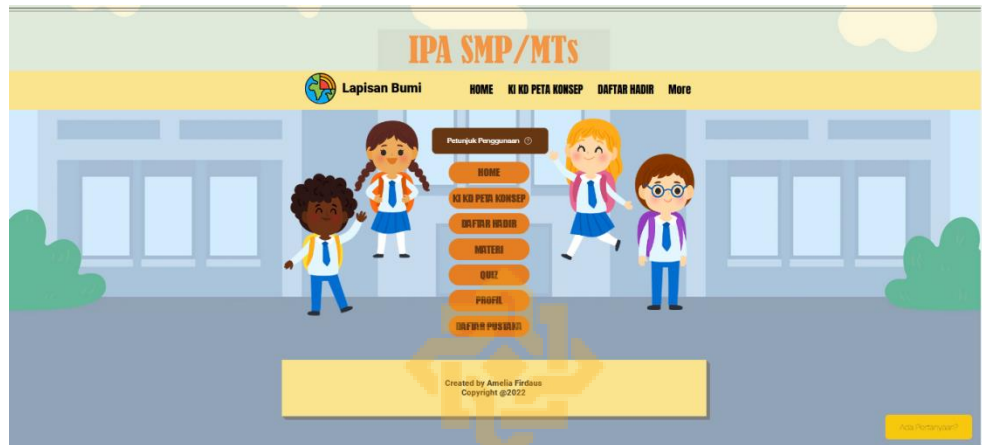 IPA SMP/MTs
Lapisan Bumi
HOME KI KD PETA KONSEP DAFTAR HADIR More
Petunjuk Penggunaan ?
HOME
KI KD PETA KONSEP
DAFTAR HADIR
MATERI
QUIZ
PROFIL
DAFTAR PUSTAKA
Created by Amelia Firdaus
Copyright @2022
Ada Pertanyaan?